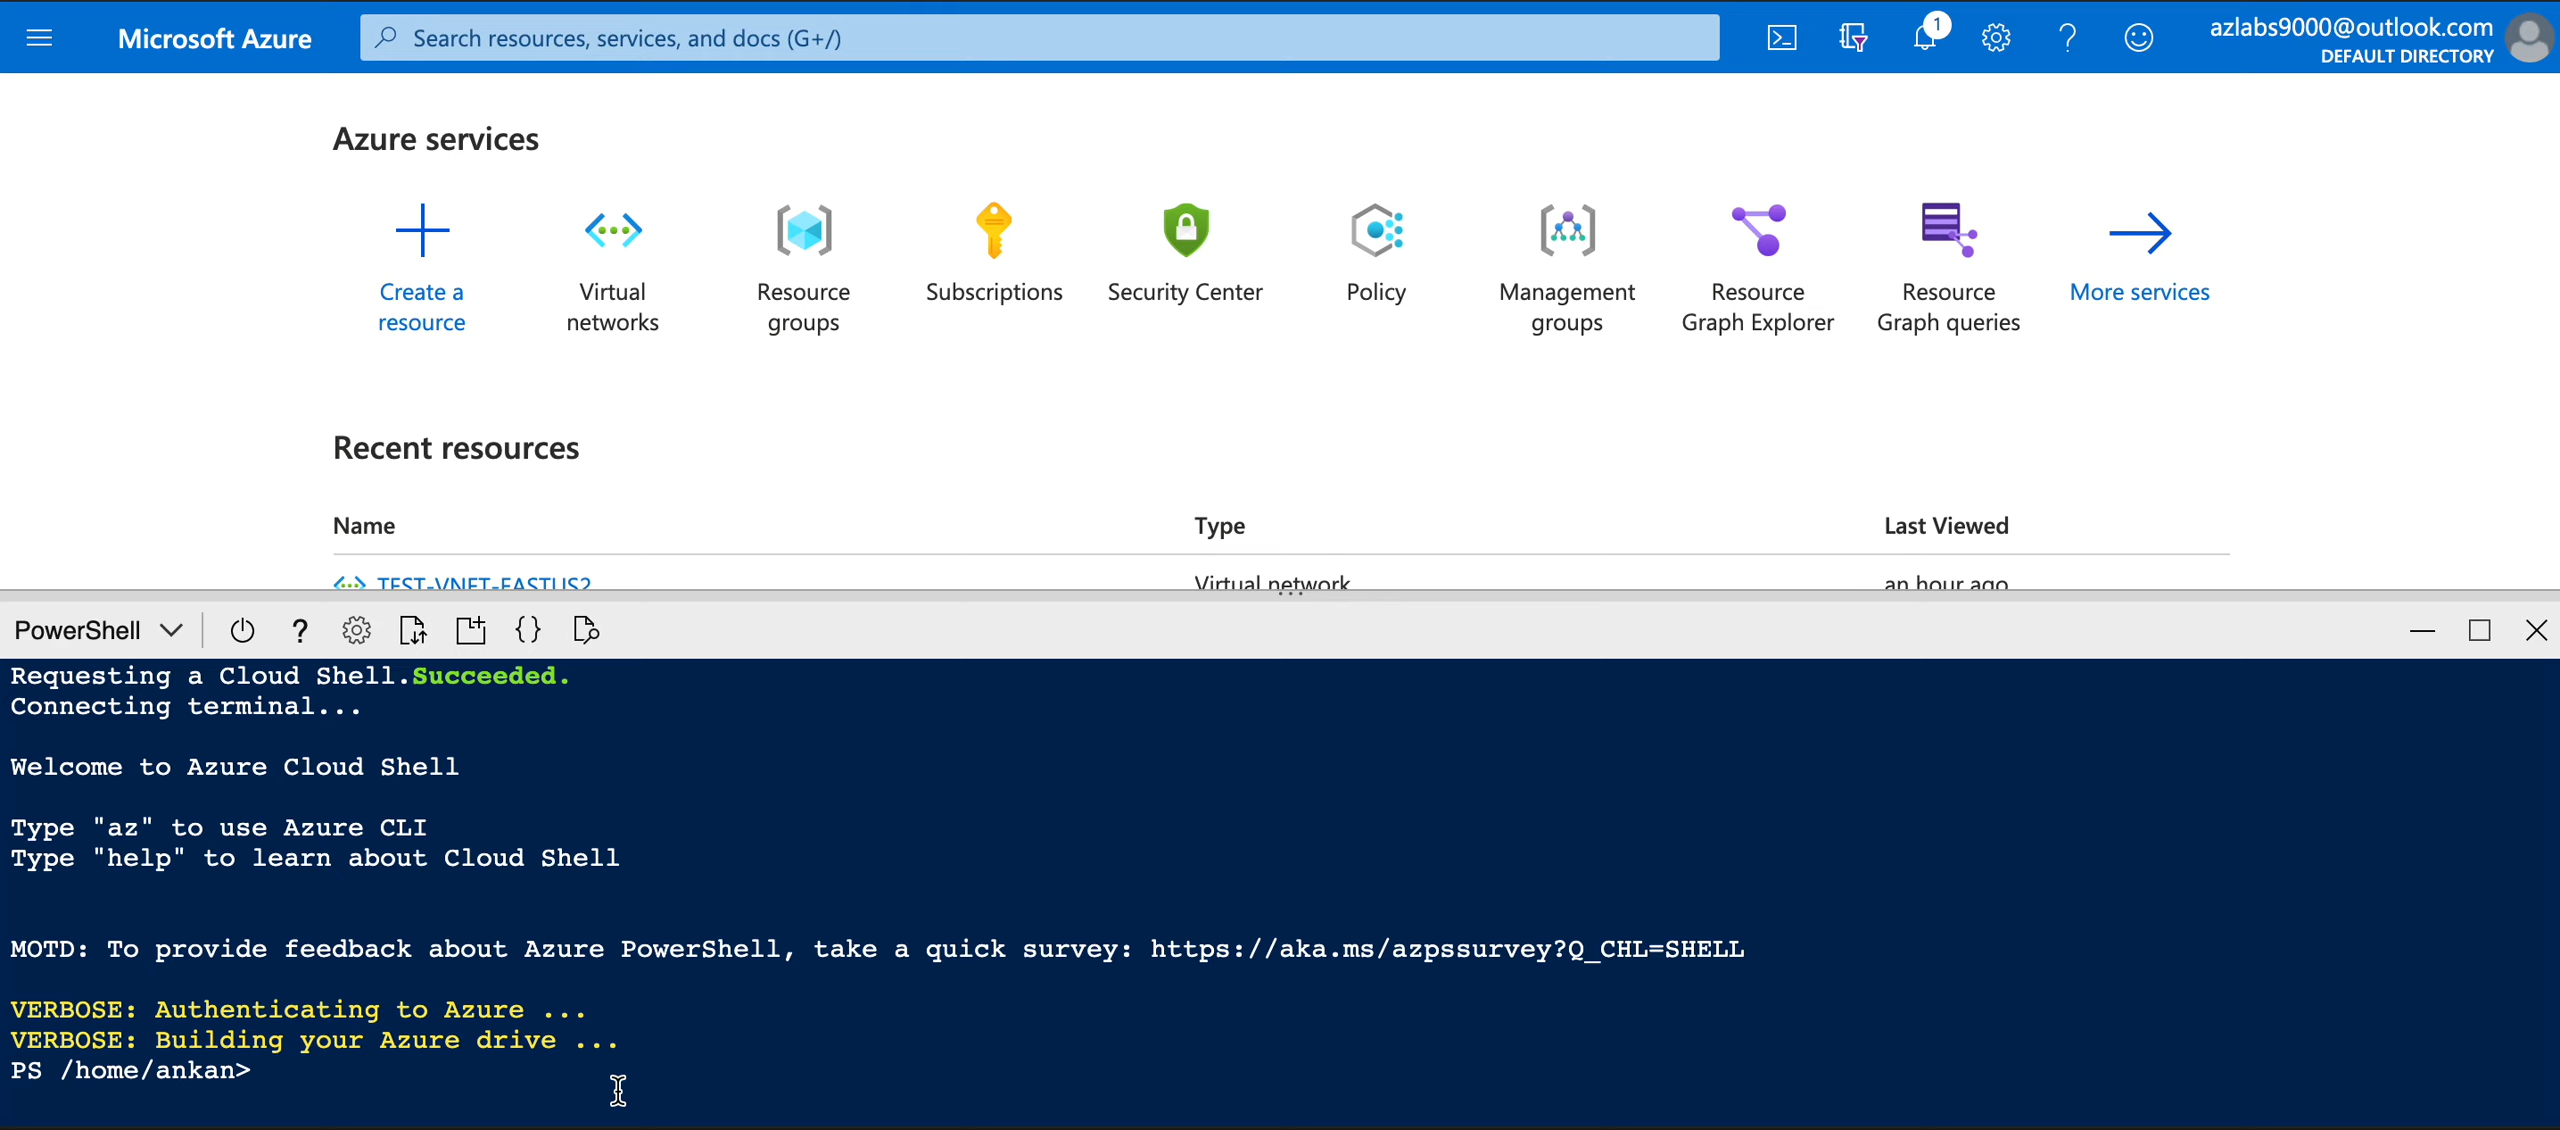 Microsoft Azure
Search resources, services, and docs (G+/)
1
azlabs9000@outlook.com
DEFAULT DIRECTORY
Azure services
Create a resource
Virtual networks
Resource groups
Subscriptions
Security Center
Policy
Management groups
Resource Graph Explorer
Resource Graph queries
More services
Recent resources
Name Type Last Viewed
TEST-VNET-EASTUS2 Virtual network an hour ago
PowerShell
Requesting a Cloud Shell.Succeeded.
Connecting terminal...
Welcome to Azure Cloud Shell
Type "az" to use Azure CLI
Type "help" to learn about Cloud Shell
MOTD: To provide feedback about Azure PowerShell, take a quick survey: https://aka.ms/azpssurvey?Q_CHL=SHELL
VERBOSE: Authenticating to Azure ...
VERBOSE: Building your Azure drive ...
PS /home/ankan>